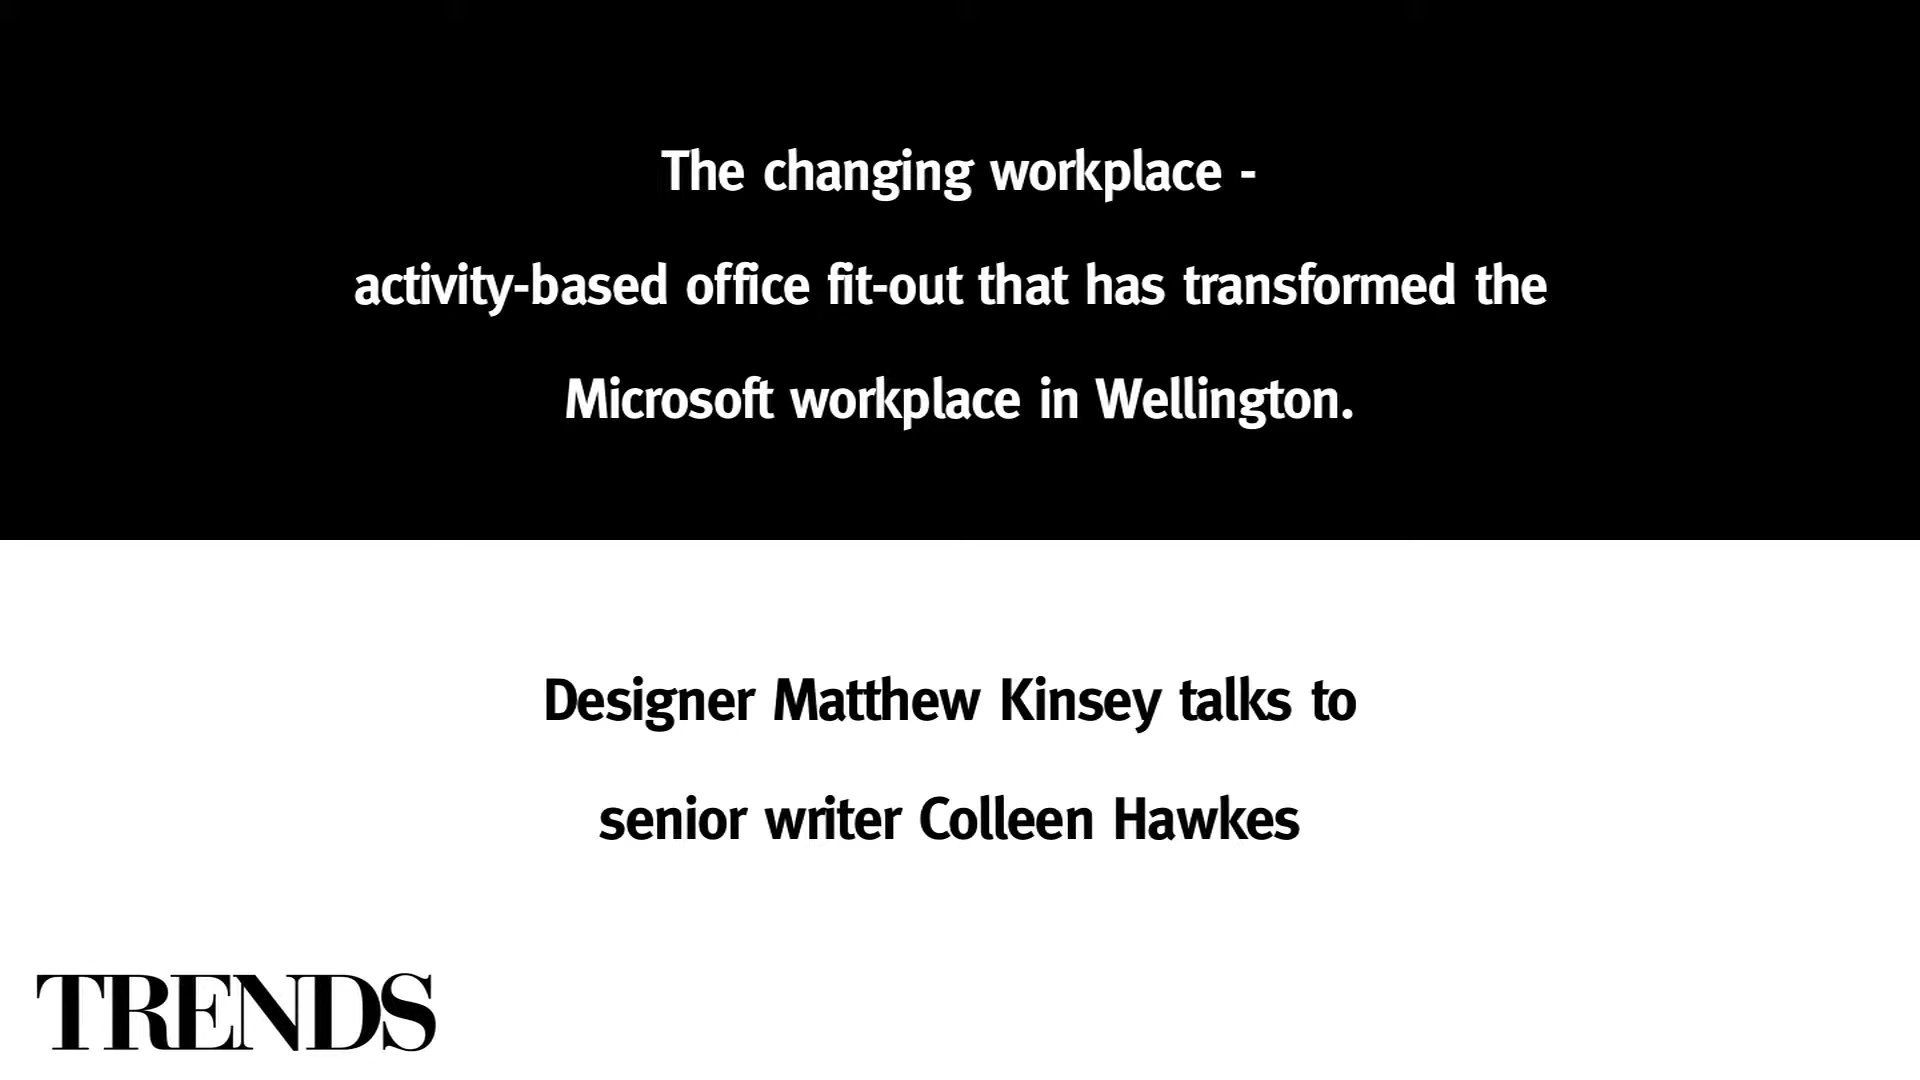 The changing workplace -
activity-based office fit-out that has transformed the
Microsoft workplace in Wellington.
Designer Matthew Kinsey talks to
senior writer Colleen Hawkes
TRENDS